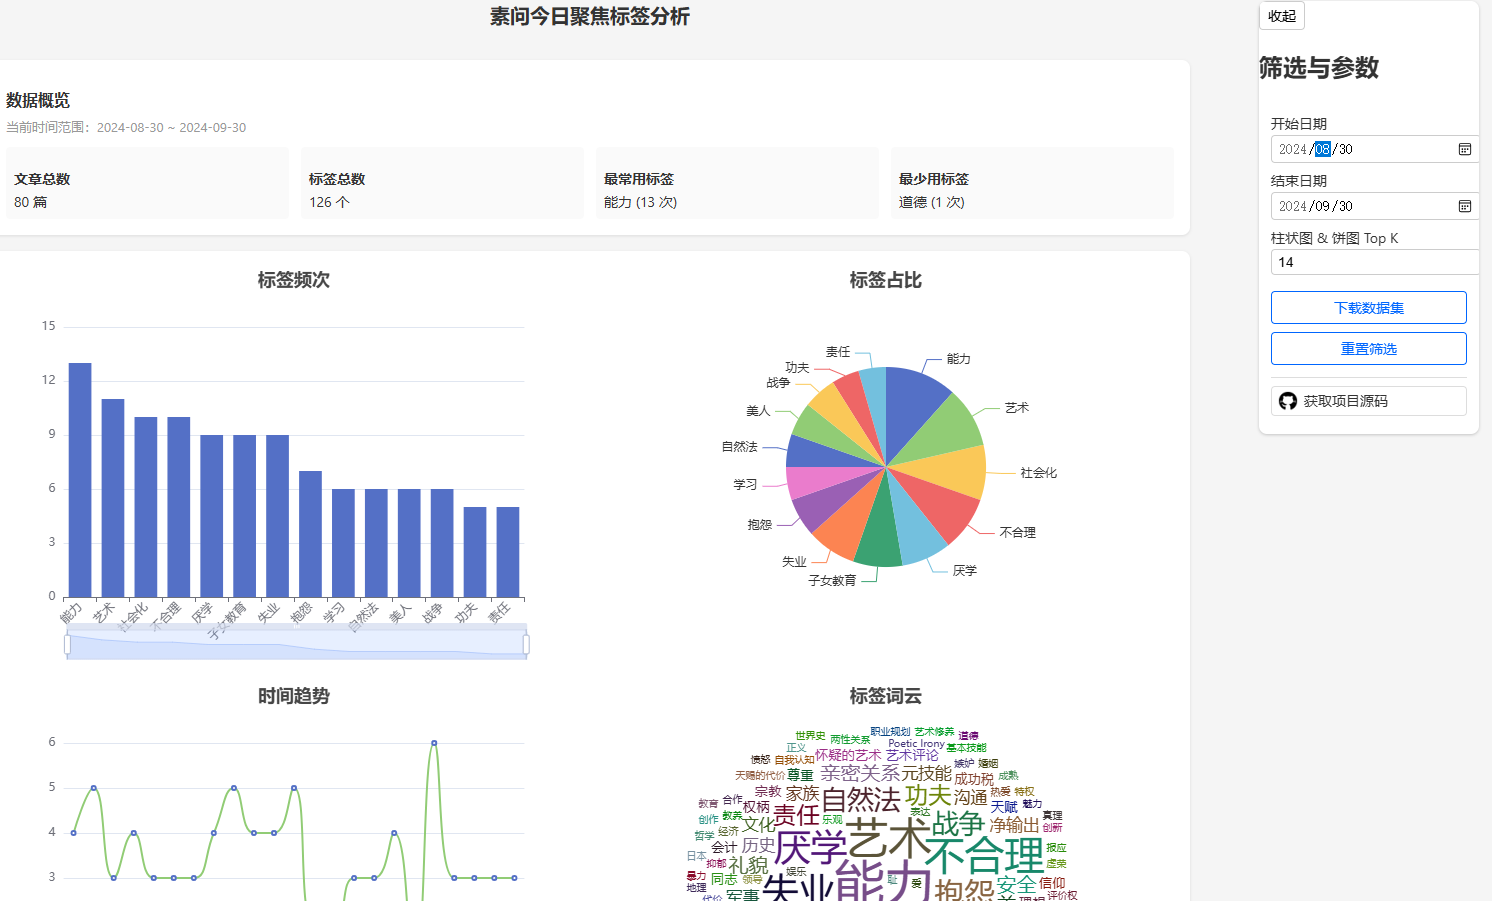 素问今日聚焦标签分析
数据概览
当前时间范围：2024-08-30 ~ 2024-09-30
文章总数
80 篇
标签总数
126 个
最常用标签
能力 (13 次)
最少用标签
道德 (1 次)
标签频次
15
12
9
6
3
0
能力
艺术
社会化
不合理
厌学
子女教育
失业
抱怨
学习
自然法
美人
战争
功夫
责任
标签占比
能力
艺术
社会化
不合理
厌学
子女教育
失业
抱怨
学习
自然法
美人
战争
功夫
责任
时间趋势
6
5
4
3
标签词云
世界史 两性关系 职业规划 艺术修养 道德
正义 Poetic Irony 基本技能
愤怒 自我认知 怀疑的艺术 艺术评论 嫉妒 婚姻
天赐的代价 尊重 亲密关系 元技能 成功税 成熟
宗教 家族 自然法 功夫 沟通 热爱 特权
教育 合作 权柄 责任 表达 天赋 魅力
创作 教养 文化 乐观 艺术 战争 净输出 真理 创新
哲学 经济 会计 历史 厌学 不合理 报应
日本 抑郁 礼貌 娱乐 虚荣
暴力 同志 领导 失业 能力 耻 爱 抱怨 安全 信仰
地理 代价 军事 评价权
收起
筛选与参数
开始日期
2024/08/30
结束日期
2024/09/30
柱状图 & 饼图 Top K
14
下载数据集
重置筛选
获取项目源码